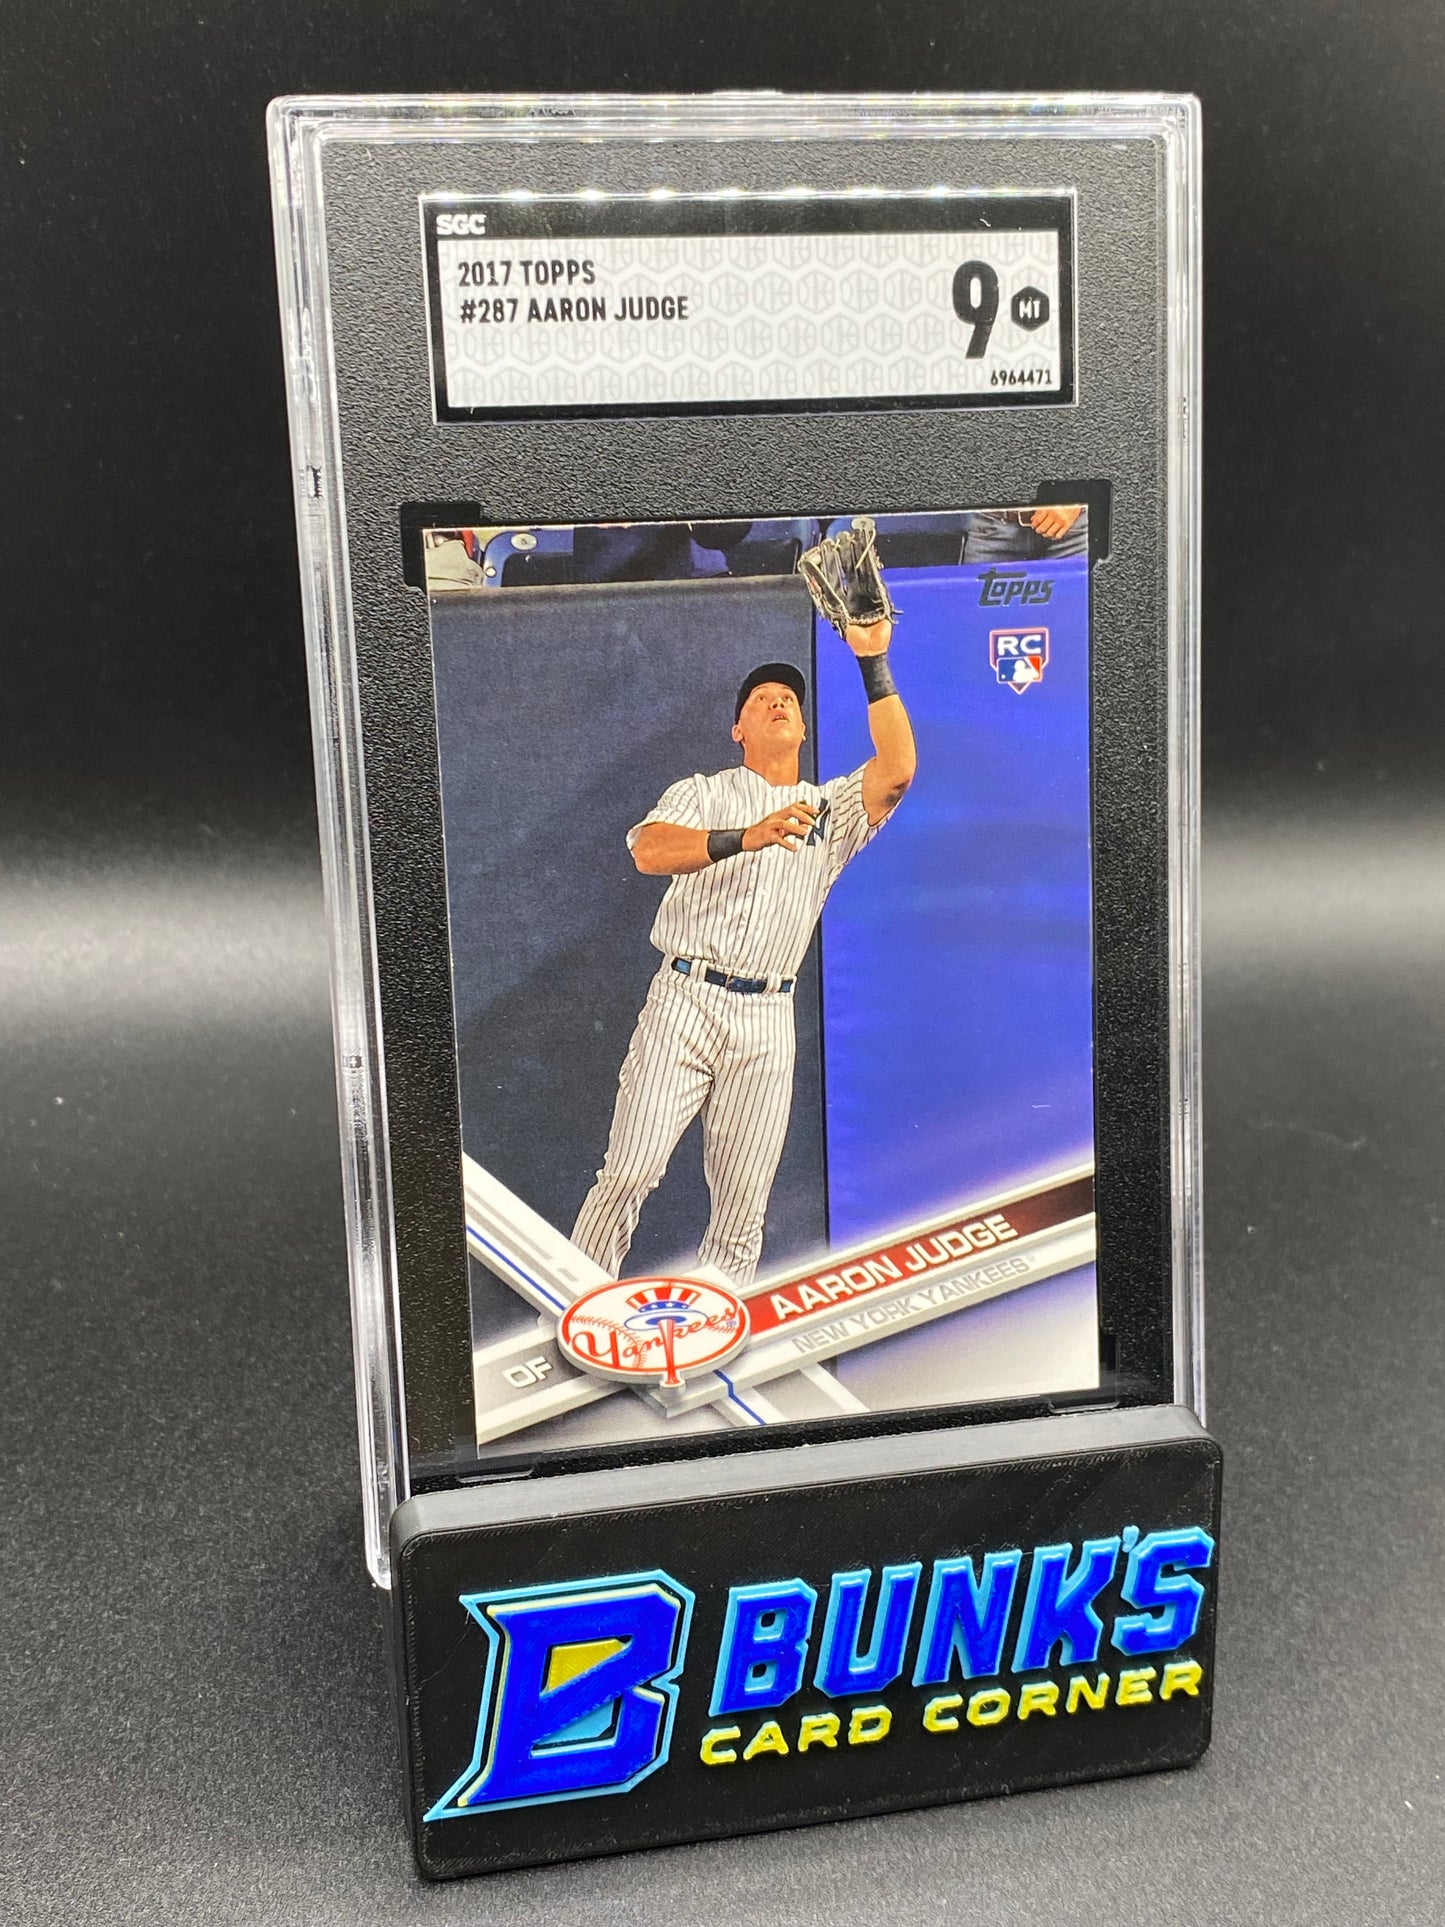 SGC
2017 TOPPS
#287 AARON JUDGE
9 MT
6964471
Topps
RC
AARON JUDGE
NEW YORK YANKEES
OF
Yankees
B BUNK'S
CARD CORNER